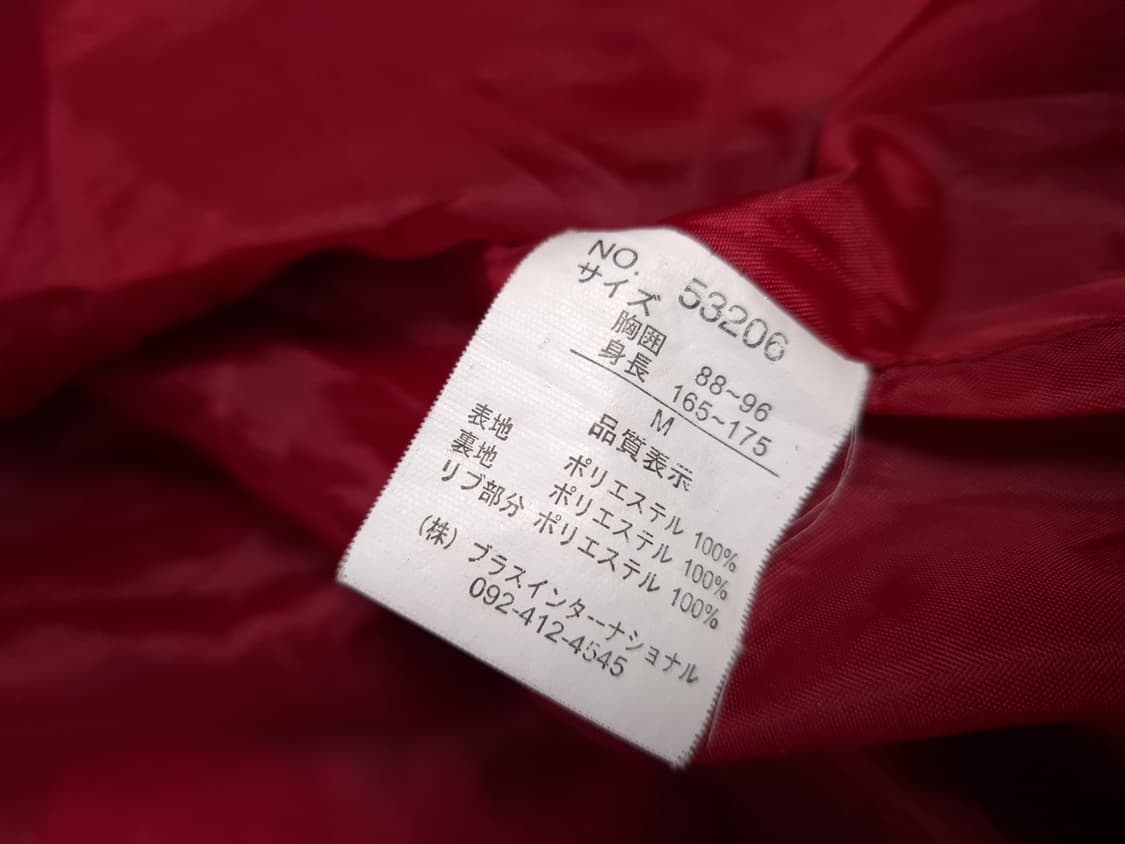 NO. 53206
サイズ
胸囲 88~96
身長 165~175
M
品質表示
表地 ポリエステル 100%
裏地 ポリエステル 100%
リブ部分 ポリエステル 100%
(株) プラスインターナショナル
092-412-4545